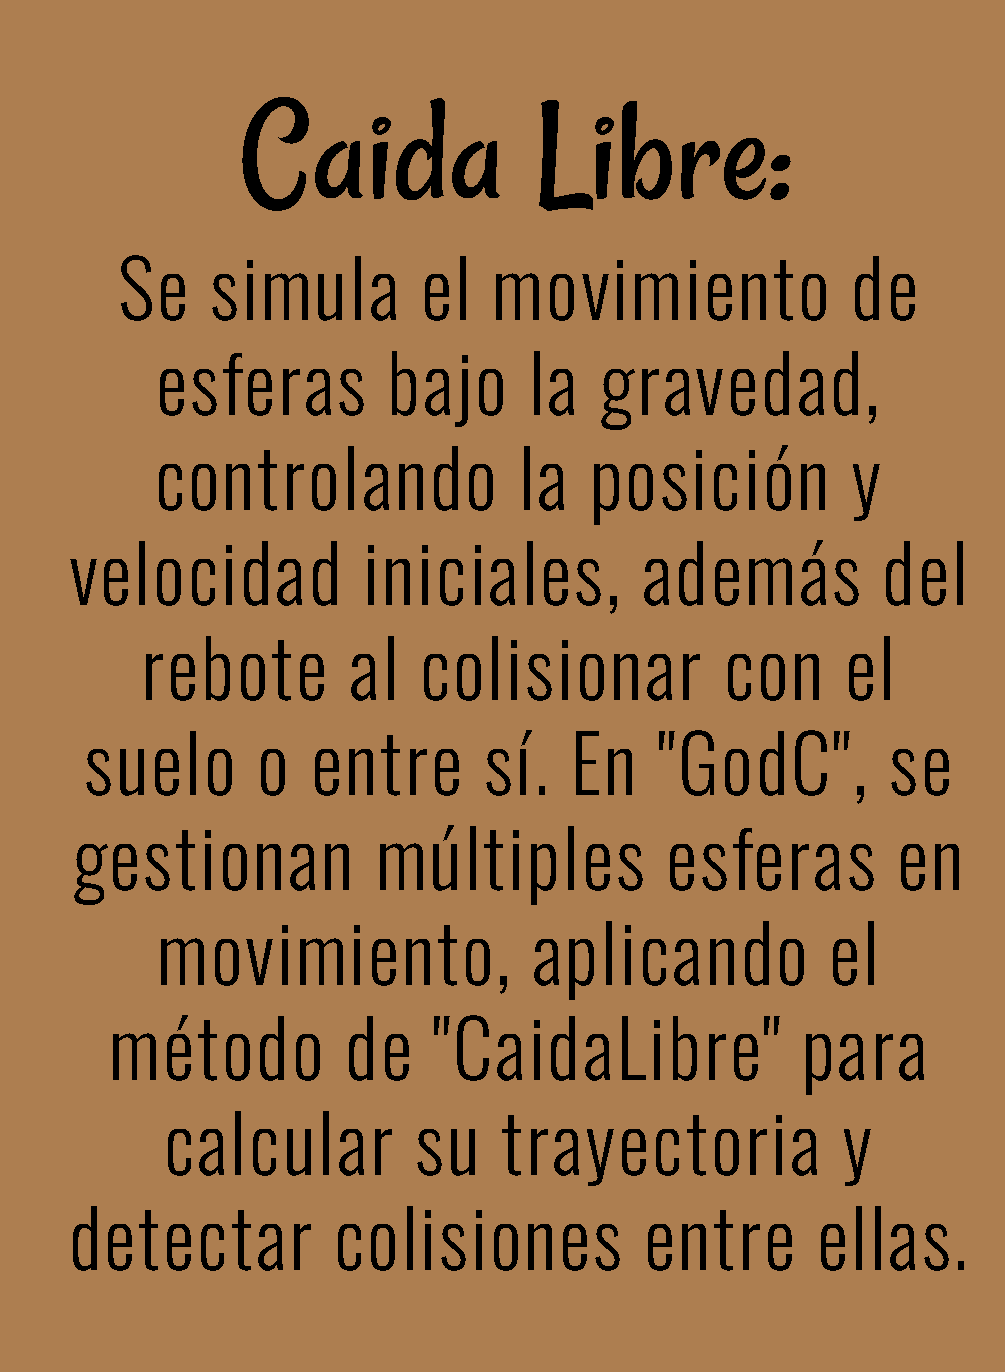 Caida Libre:
Se simula el movimiento de
esferas bajo la gravedad,
controlando la posición y
velocidad iniciales, además del
rebote al colisionar con el
suelo o entre sí. En "GodC", se
gestionan múltiples esferas en
movimiento, aplicando el
método de "CaidaLibre" para
calcular su trayectoria y
detectar colisiones entre ellas.